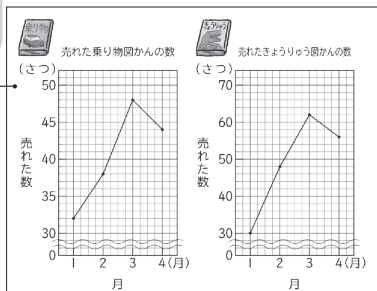 乗り物
売れた乗り物図かんの数
(さつ)
50
45
40
35
30
0
売れた数
1 2 3 4(月)
月
きょうりゅう
売れたきょうりゅう図かんの数
(さつ)
70
60
50
40
30
0
売れた数
1 2 3 4(月)
月